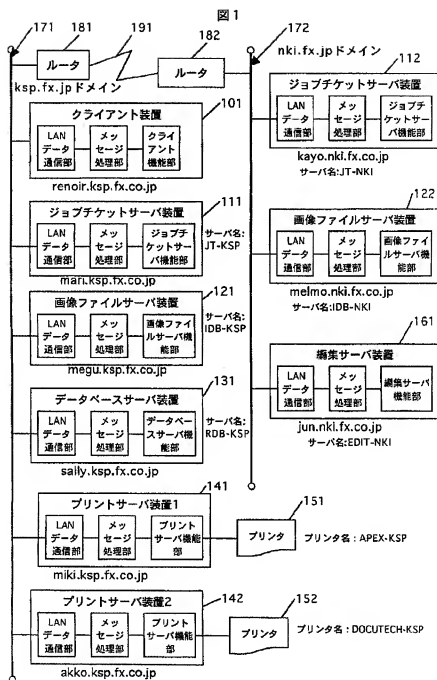 図1
171
181
191
182
172
ルータ
ルータ
ksp.fx.jpドメイン
nki.fx.jpドメイン
クライアント装置
101
LAN
データ
通信部
メッ
セージ
処理部
クライ
アント
機能部
renoir.ksp.fx.co.jp
ジョブチケットサーバ装置
111
LAN
データ
通信部
メッ
セージ
処理部
ジョブチ
ケットサー
バ機能部
サーバ名:
JT-KSP
mari.ksp.fx.co.jp
画像ファイルサーバ装置
121
LAN
データ
通信部
メッ
セージ
処理部
画像ファイ
ルサーバ機
能部
サーバ名:
IDB-KSP
megu.ksp.fx.co.jp
データベースサーバ装置
131
LAN
データ
通信部
メッ
セージ
処理部
データベー
スサーバ機
能部
サーバ名:
RDB-KSP
saily.ksp.fx.co.jp
プリントサーバ装置1
141
LAN
データ
通信部
メッ
セージ
処理部
プリント
サーバ機能
部
miki.ksp.fx.co.jp
151
プリンタ
プリンタ名:APEX-KSP
プリントサーバ装置2
142
LAN
データ
通信部
メッ
セージ
処理部
プリント
サーバ機能
部
akko.ksp.fx.co.jp
152
プリンタ
プリンタ名:DOCUTECH-KSP
112
ジョブチケットサーバ装置
LAN
データ
通信部
メッ
セージ
処理部
ジョブチ
ケットサー
バ機能部
kayo.nki.fx.co.jp
サーバ名:JT-NKI
122
画像ファイルサーバ装置
LAN
データ
通信部
メッ
セージ
処理部
画像ファイ
ルサーバ機
能部
melmo.nki.fx.co.jp
サーバ名:IDB-NKI
161
編集サーバ装置
LAN
データ
通信部
メッ
セージ
処理部
編集サーバ
機能部
jun.nki.fx.co.jp
サーバ名:EDIT-NKI